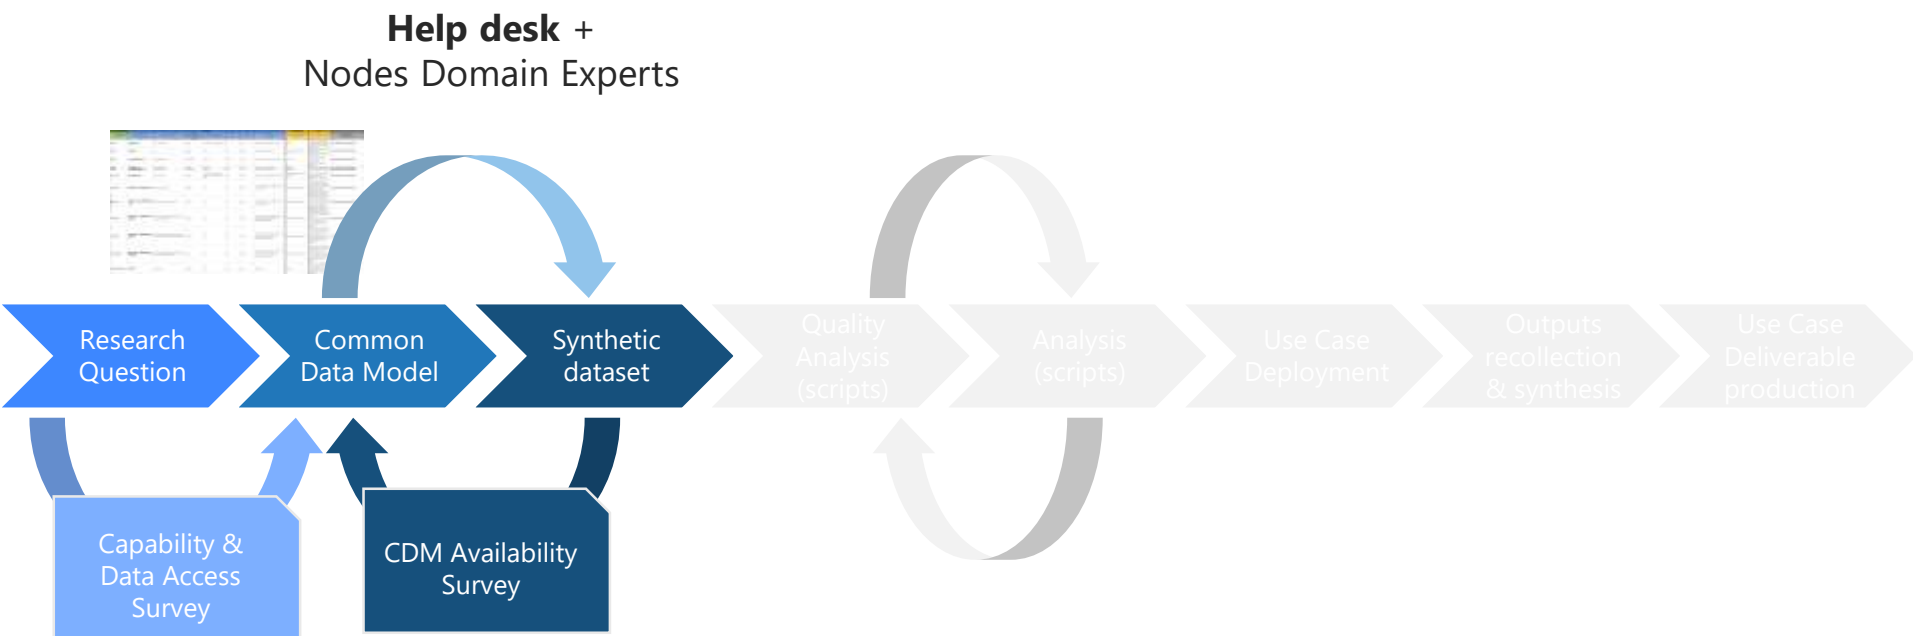 Help desk +
Nodes Domain Experts
Research
Question
Common
Data Model
Synthetic
dataset
Quality
Analysis
(scripts)
Analysis
(scripts)
Use Case
Deployment
Outputs
recollection
& synthesis
Use Case
Deliverable
production
Capability &
Data Access
Survey
CDM Availability
Survey